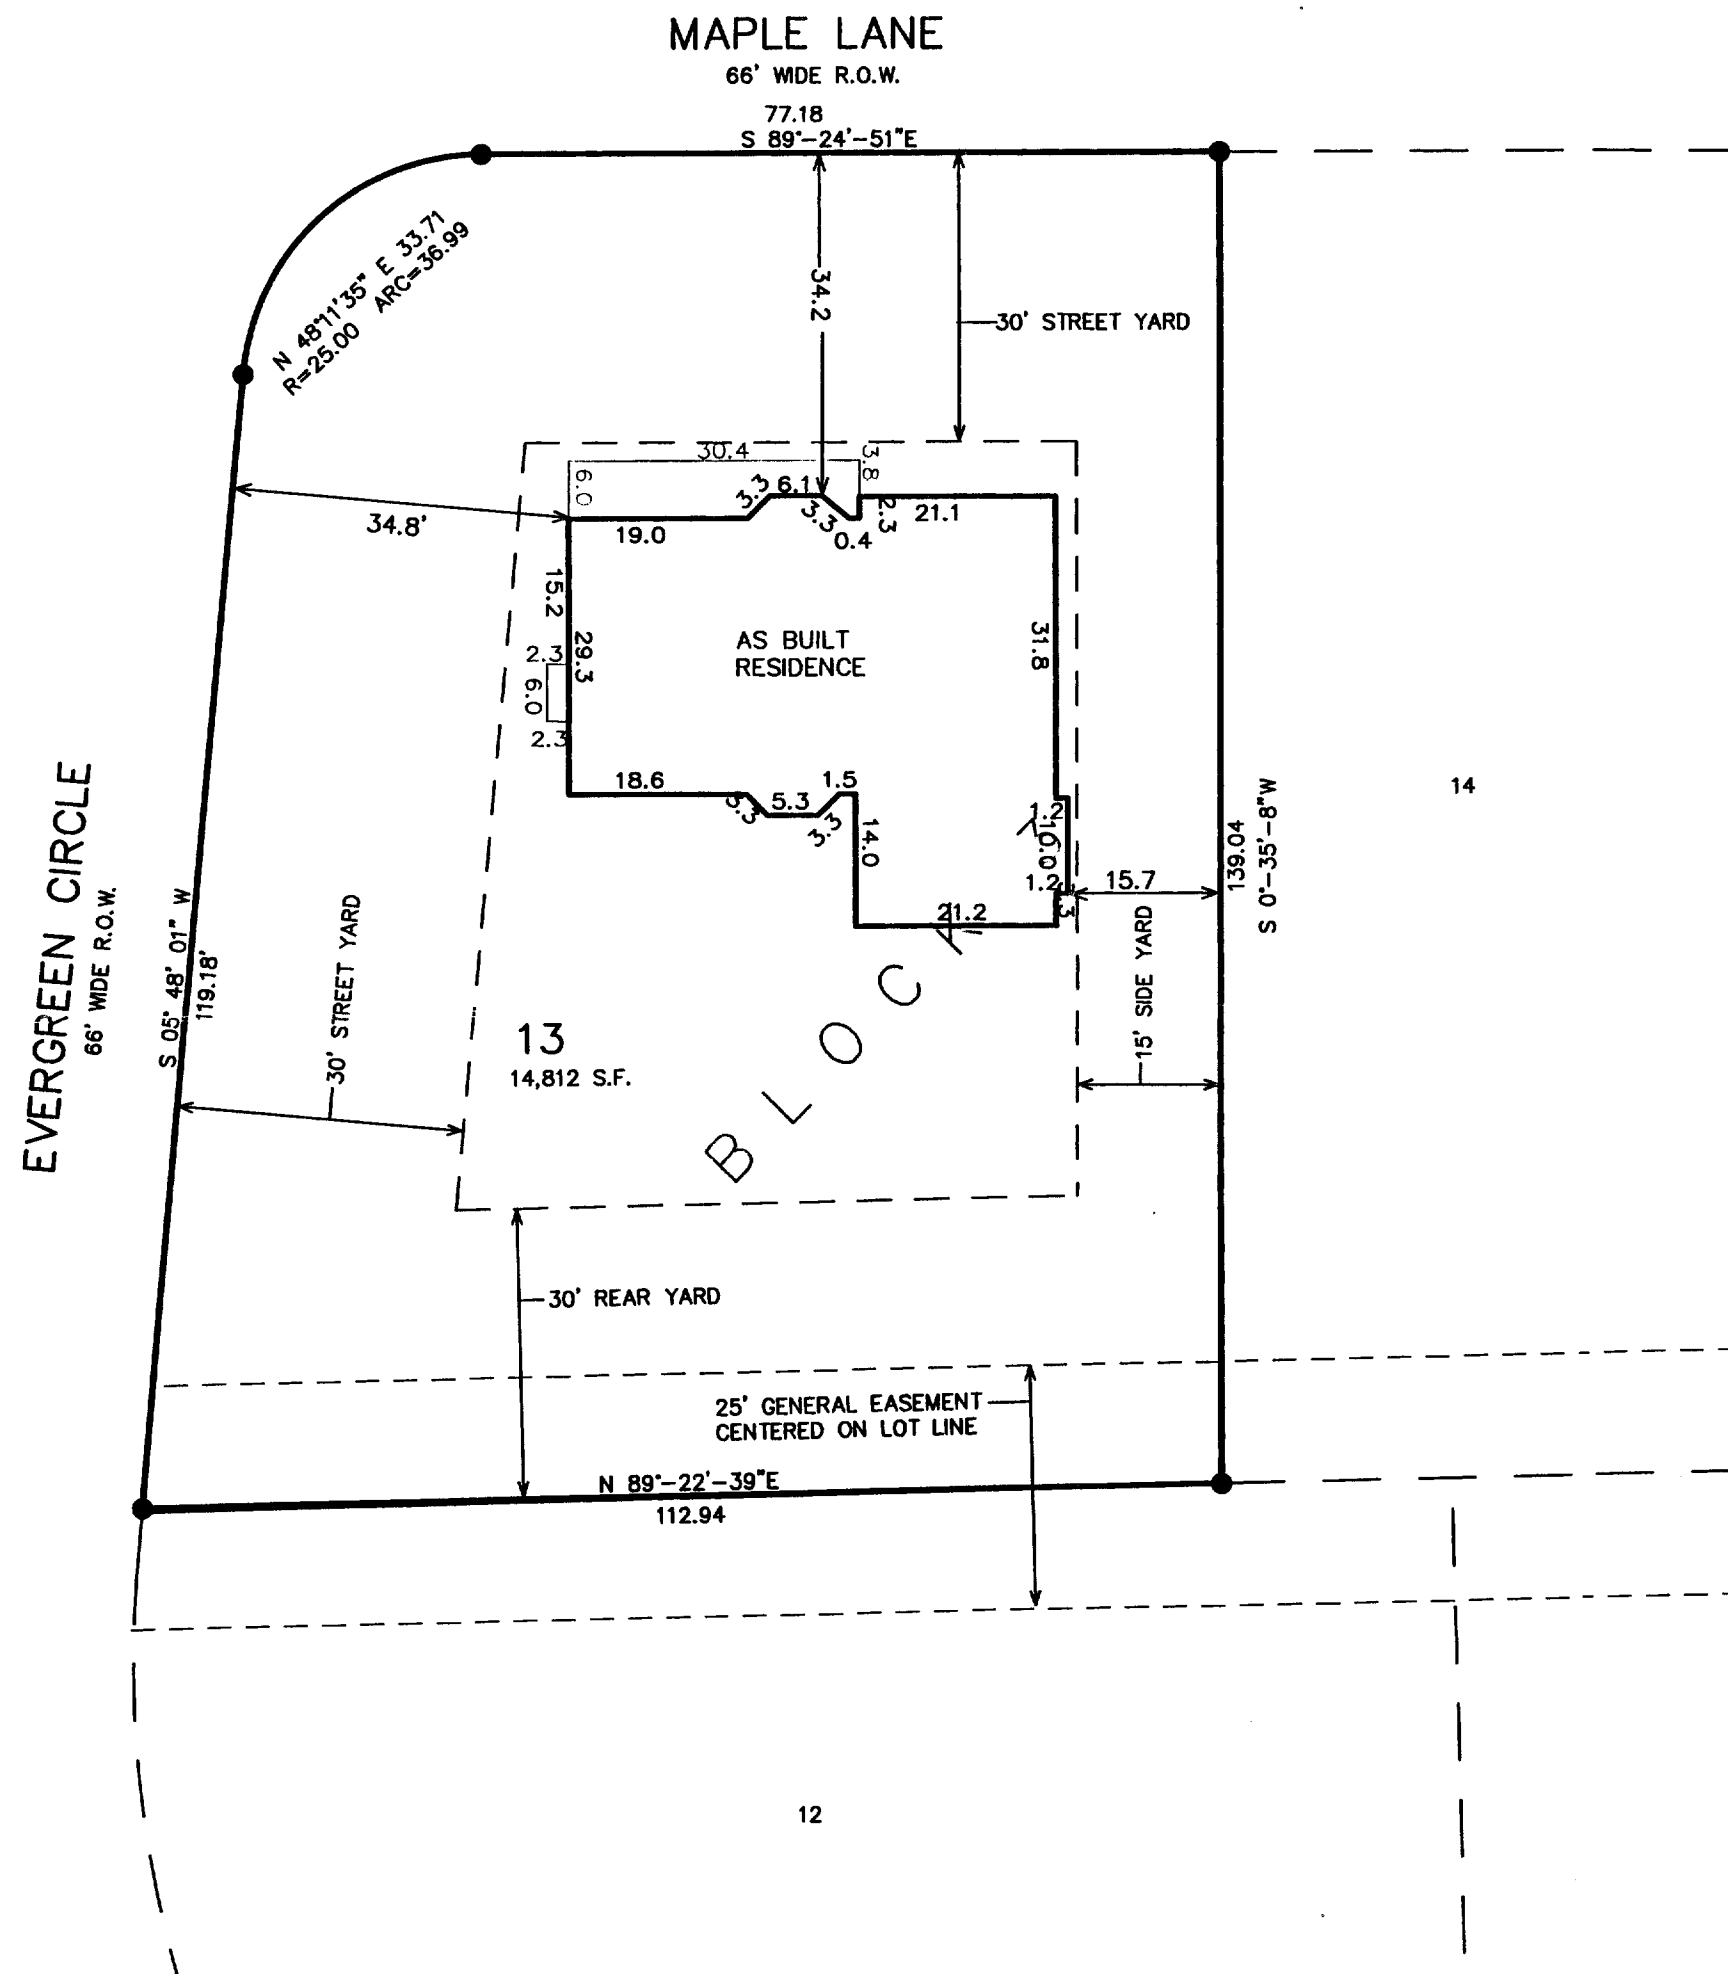 MAPLE LANE
66' WIDE R.O.W.
77.18
S 89°-24'-51"E
N 48°11'35" E 33.71
R=25.00 ARC=36.99
34.2
30' STREET YARD
30.4
3.8
6.0
3.3
6.1
3.3
2.3
21.1
34.8'
19.0
0.4
15.2
29.3
AS BUILT
RESIDENCE
31.8
2.3
6.0
2.3
18.6
1.5
3.3
5.3
3.3
14.0
1.2
10.0
1.2
15.7
21.2
139.04
S 0°-35'-8"W
14
EVERGREEN CIRCLE
66' WIDE R.O.W.
S 05° 48' 01" W
119.18'
30' STREET YARD
15' SIDE YARD
13
14,812 S.F.
BLOCK
30' REAR YARD
25' GENERAL EASEMENT
CENTERED ON LOT LINE
N 89°-22'-39"E
112.94
12